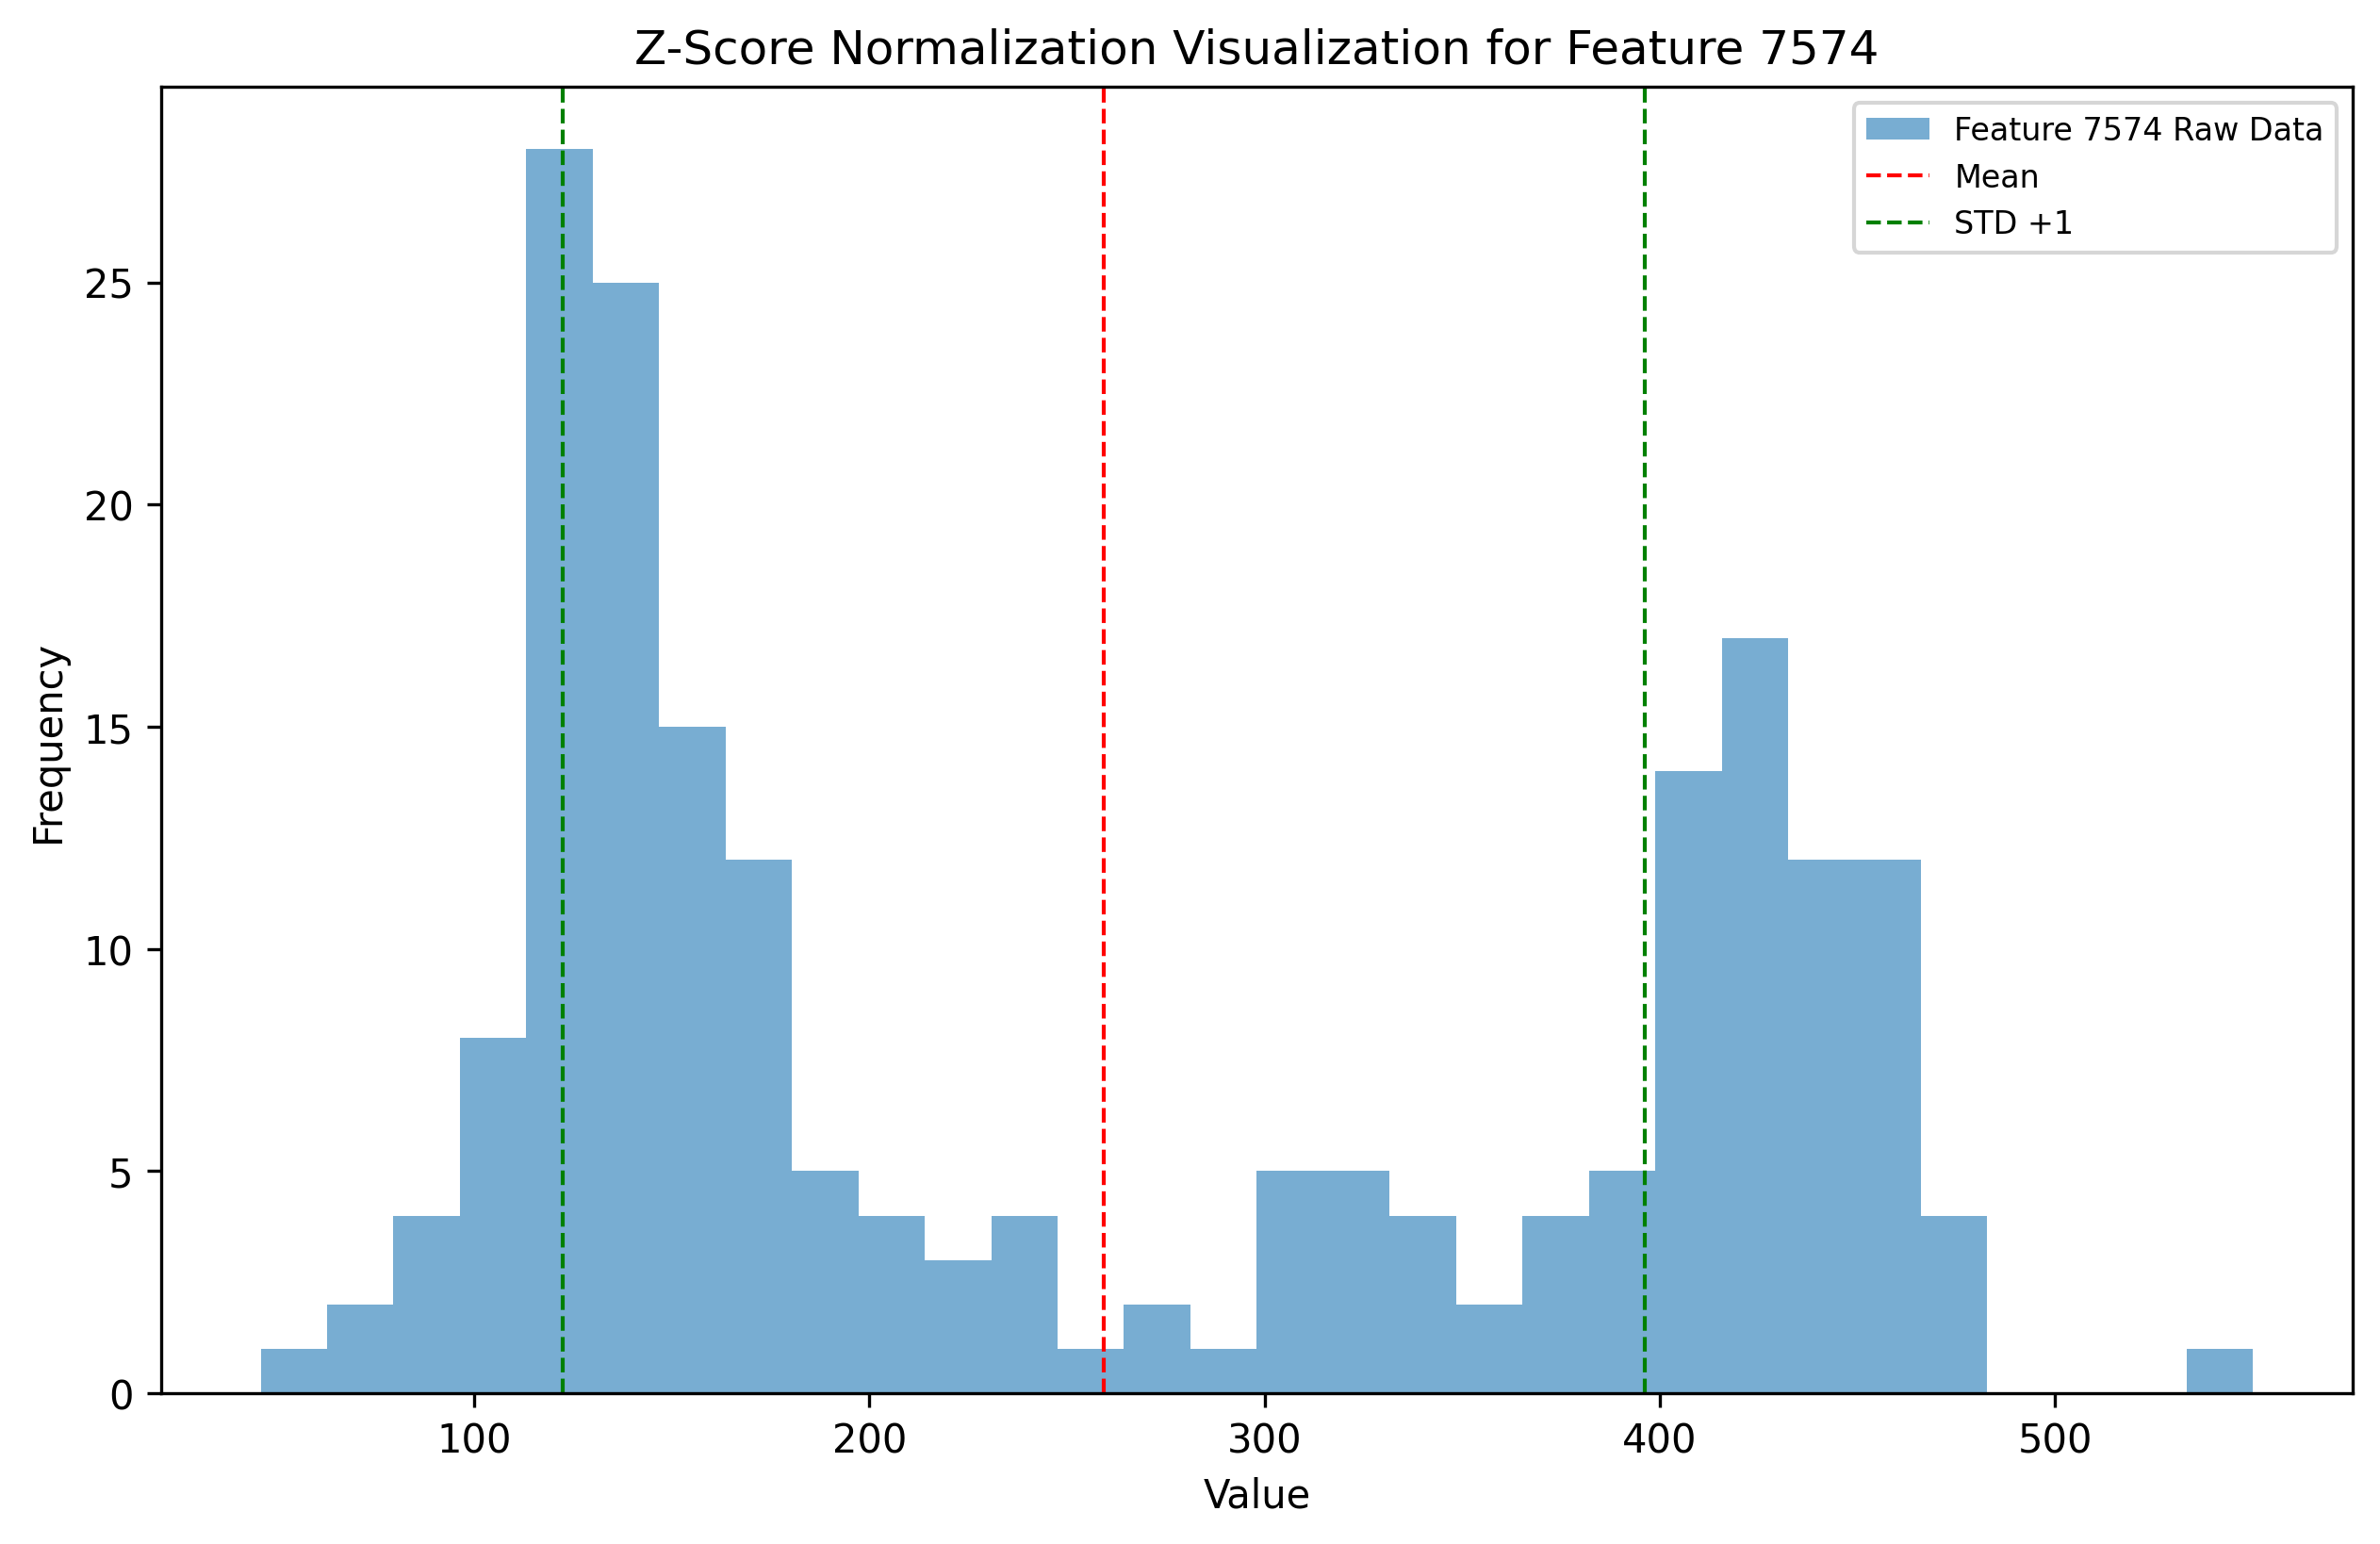 Z-Score Normalization Visualization for Feature 7574
Feature 7574 Raw Data
Mean
STD +1
Frequency
25
20
15
10
5
0
100 200 300 400 500
Value